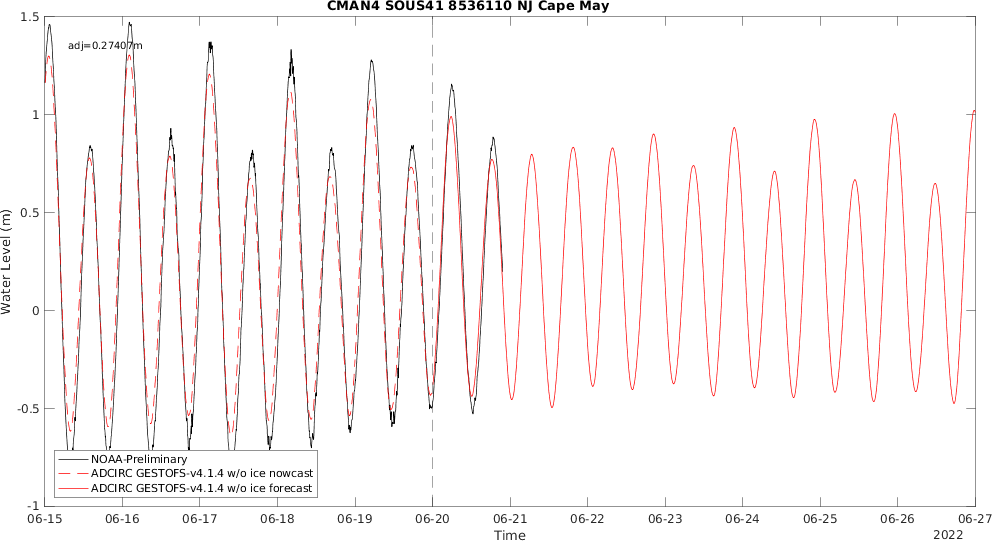 CMAN4 SOUS41 8536110 NJ Cape May
adj=0.27407m
1.5
1
0.5
0
-0.5
-1
Water Level (m)
NOAA-Preliminary
ADCIRC GESTOFS-v4.1.4 w/o ice nowcast
ADCIRC GESTOFS-v4.1.4 w/o ice forecast
06-15 06-16 06-17 06-18 06-19 06-20 06-21 06-22 06-23 06-24 06-25 06-26 06-27
Time
2022